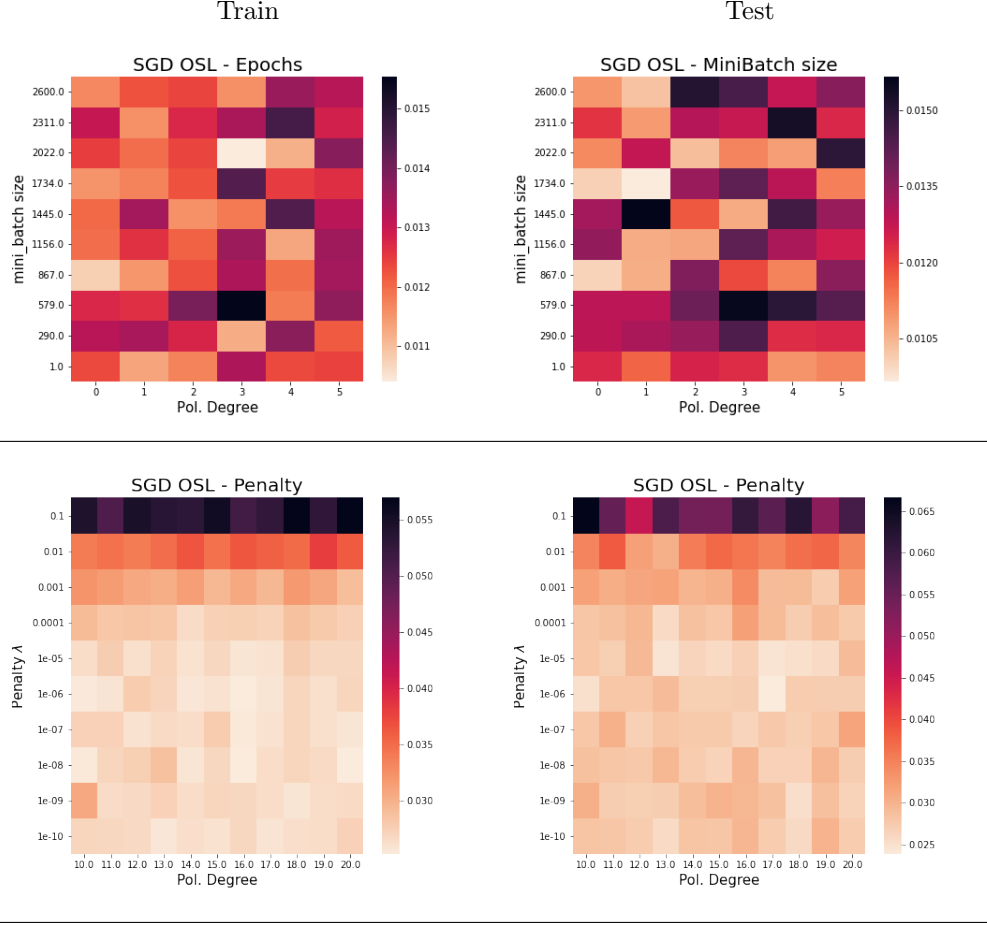 Train
Test
SGD OSL - Epochs
mini_batch size
2600.0
2311.0
2022.0
1734.0
1445.0
1156.0
867.0
579.0
290.0
1.0
0 1 2 3 4 5
Pol. Degree
0.015
0.014
0.013
0.012
0.011
SGD OSL - MiniBatch size
mini_batch size
2600.0
2311.0
2022.0
1734.0
1445.0
1156.0
867.0
579.0
290.0
1.0
0 1 2 3 4 5
Pol. Degree
0.0150
0.0135
0.0120
0.0105
SGD OSL - Penalty
Penalty λ
0.1
0.01
0.001
0.0001
1e-05
1e-06
1e-07
1e-08
1e-09
1e-10
10.0 11.0 12.0 13.0 14.0 15.0 16.0 17.0 18.0 19.0 20.0
Pol. Degree
0.055
0.050
0.045
0.040
0.035
0.030
SGD OSL - Penalty
Penalty λ
0.1
0.01
0.001
0.0001
1e-05
1e-06
1e-07
1e-08
1e-09
1e-10
10.0 11.0 12.0 13.0 14.0 15.0 16.0 17.0 18.0 19.0 20.0
Pol. Degree
0.065
0.060
0.055
0.050
0.045
0.040
0.035
0.030
0.025